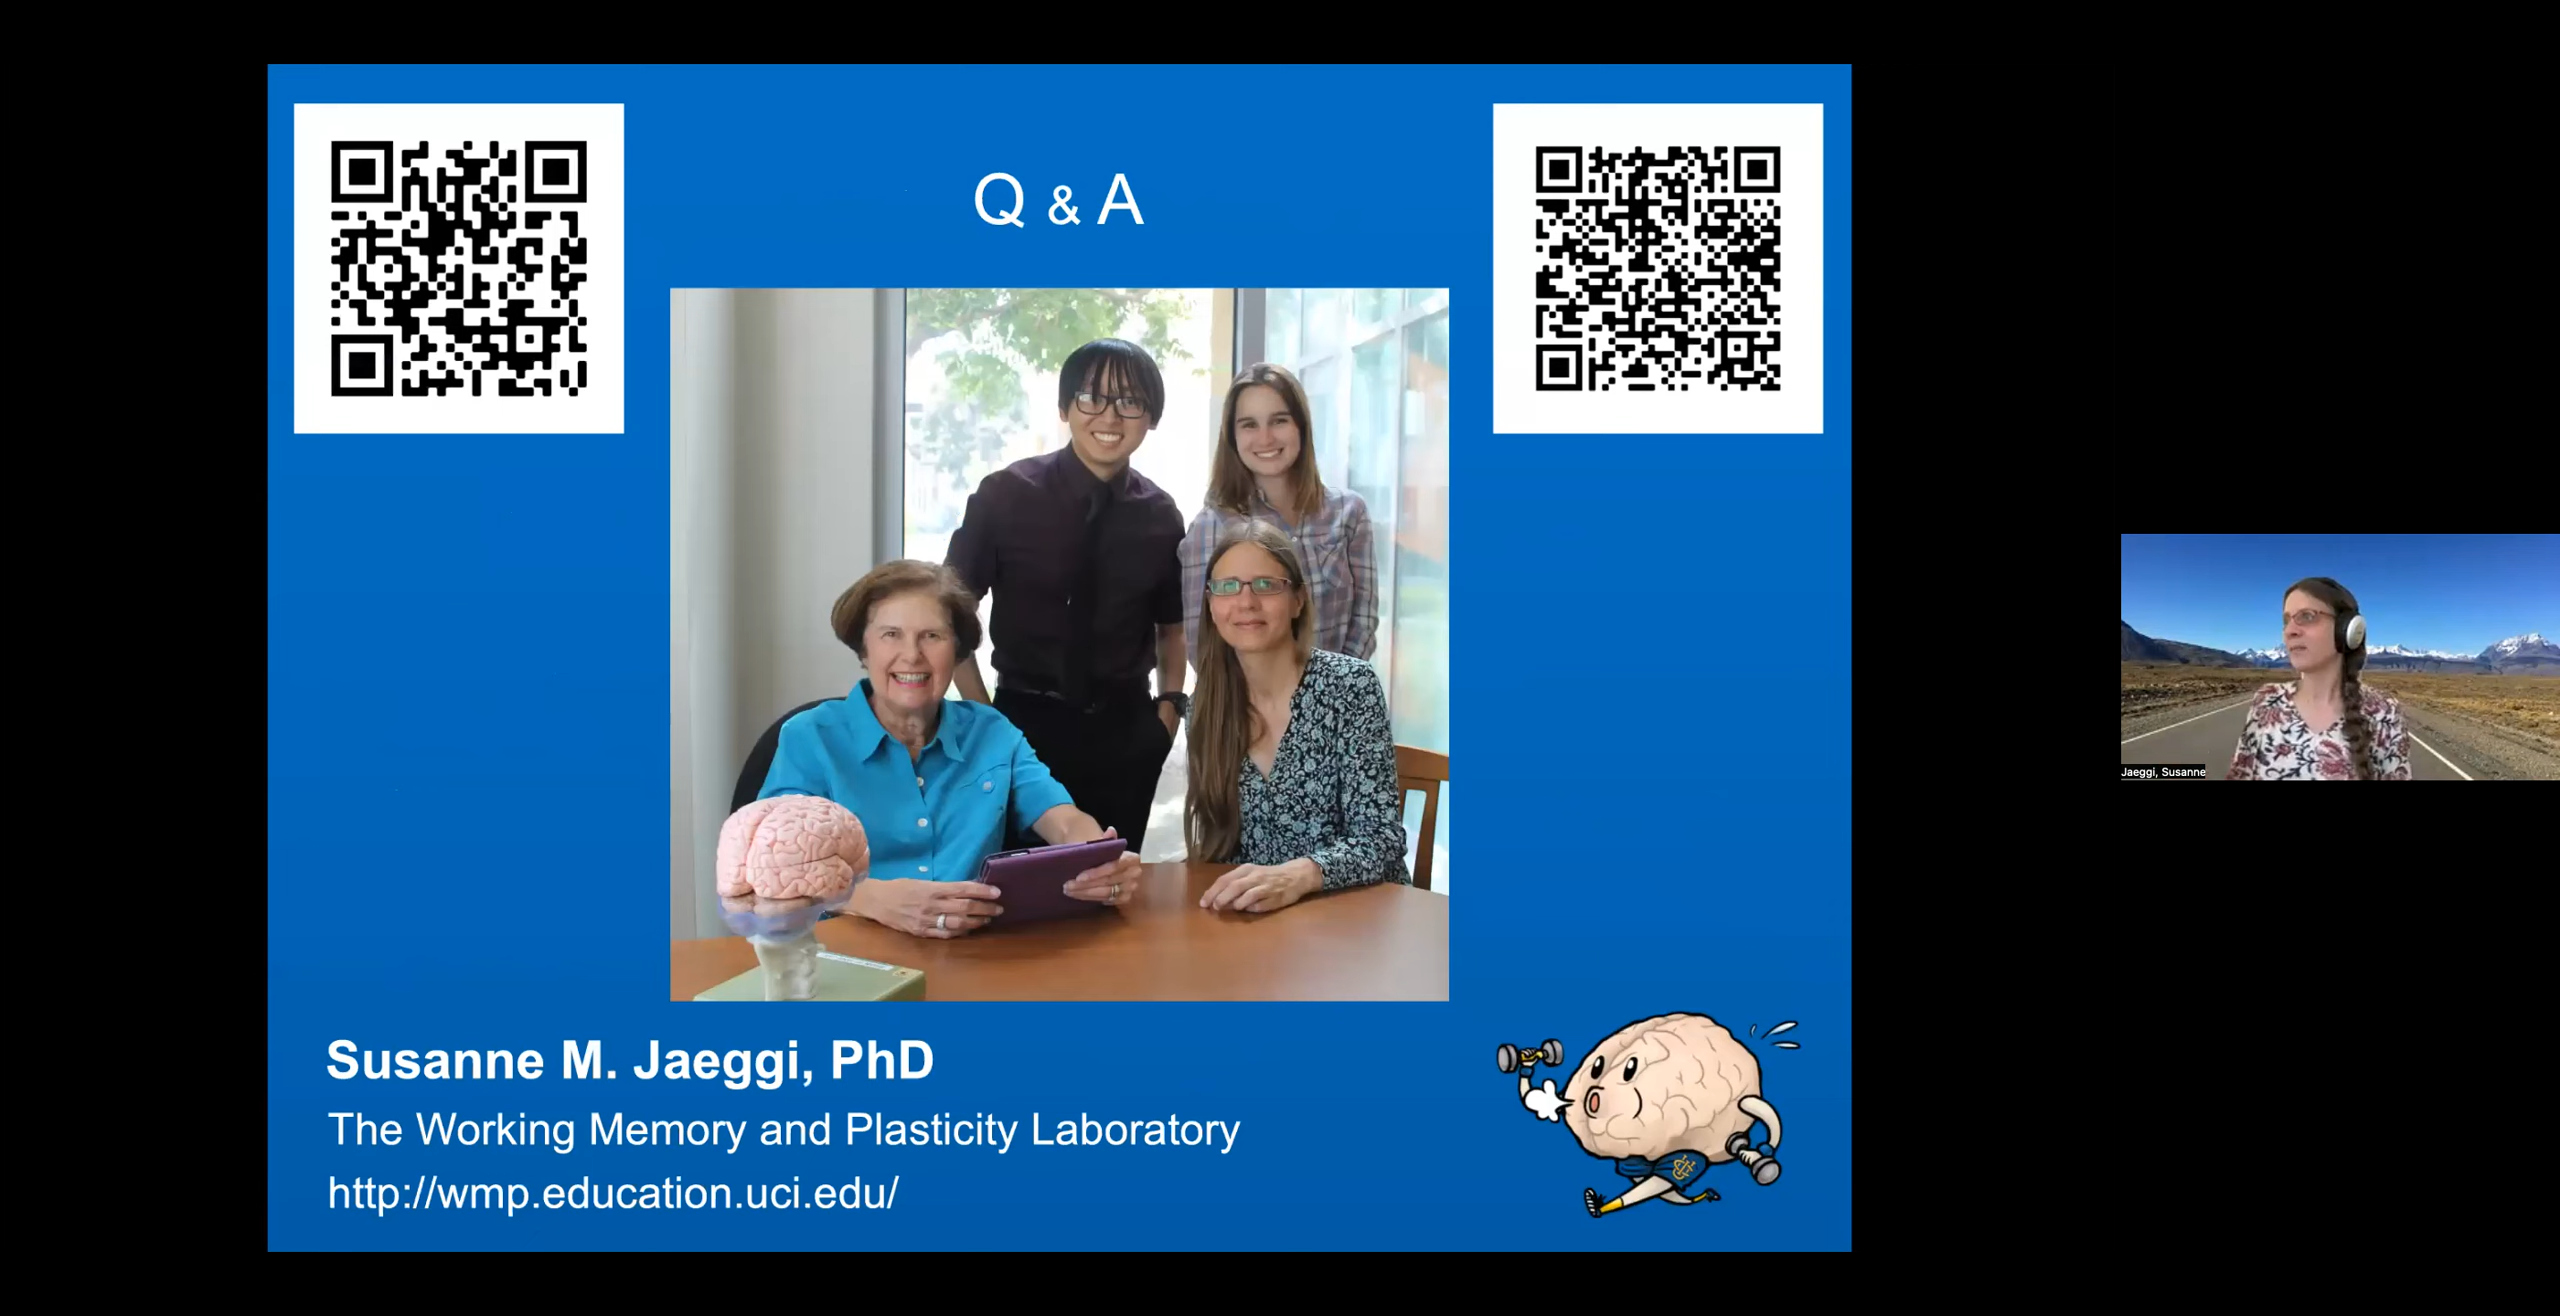 Q & A
Susanne M. Jaeggi, PhD
The Working Memory and Plasticity Laboratory
http://wmp.education.uci.edu/
Jaeggi, Susanne